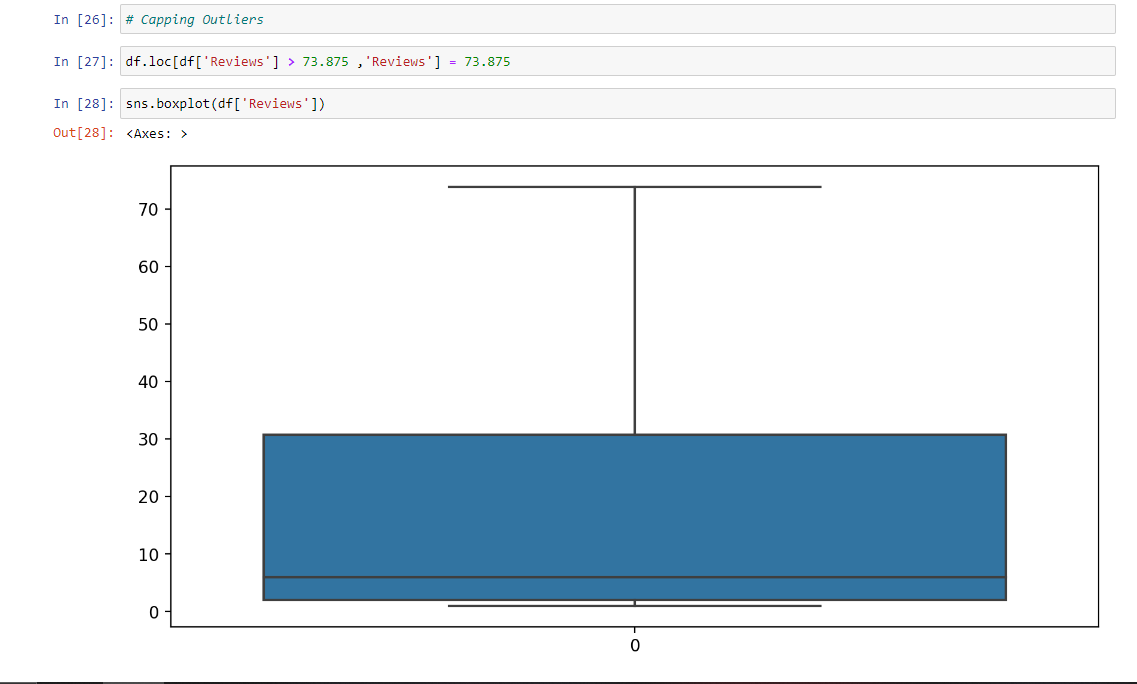 In [26]: # Capping Outliers
In [27]: df.loc[df['Reviews'] > 73.875 ,'Reviews'] = 73.875
In [28]: sns.boxplot(df['Reviews'])
Out[28]: <Axes: >
70
60
50
40
30
20
10
0
0